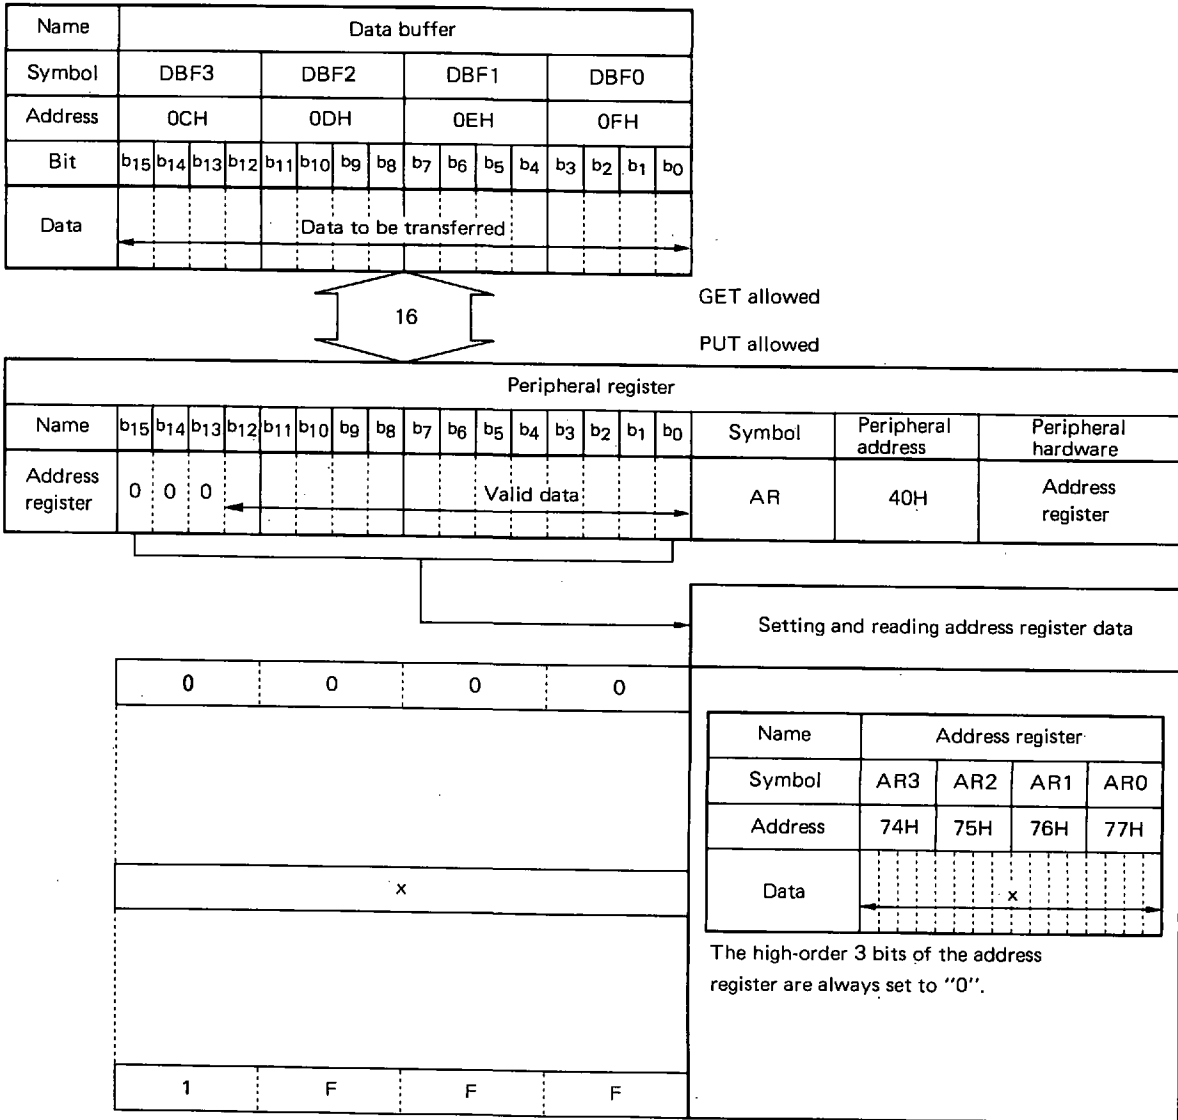 Name Data buffer
Symbol DBF3 DBF2 DBF1 DBF0
Address 0CH 0DH 0EH 0FH
Bit b15 b14 b13 b12 b11 b10 b9 b8 b7 b6 b5 b4 b3 b2 b1 b0
Data Data to be transferred
16
GET allowed
PUT allowed
Peripheral register
Name b15 b14 b13 b12 b11 b10 b9 b8 b7 b6 b5 b4 b3 b2 b1 b0 Symbol Peripheral address Peripheral hardware
Address register 0 0 0 Valid data AR 40H Address register
Setting and reading address register data
0 0 0 0
x
1 F F F
Name Address register
Symbol AR3 AR2 AR1 AR0
Address 74H 75H 76H 77H
Data x
The high-order 3 bits of the address
register are always set to "0".